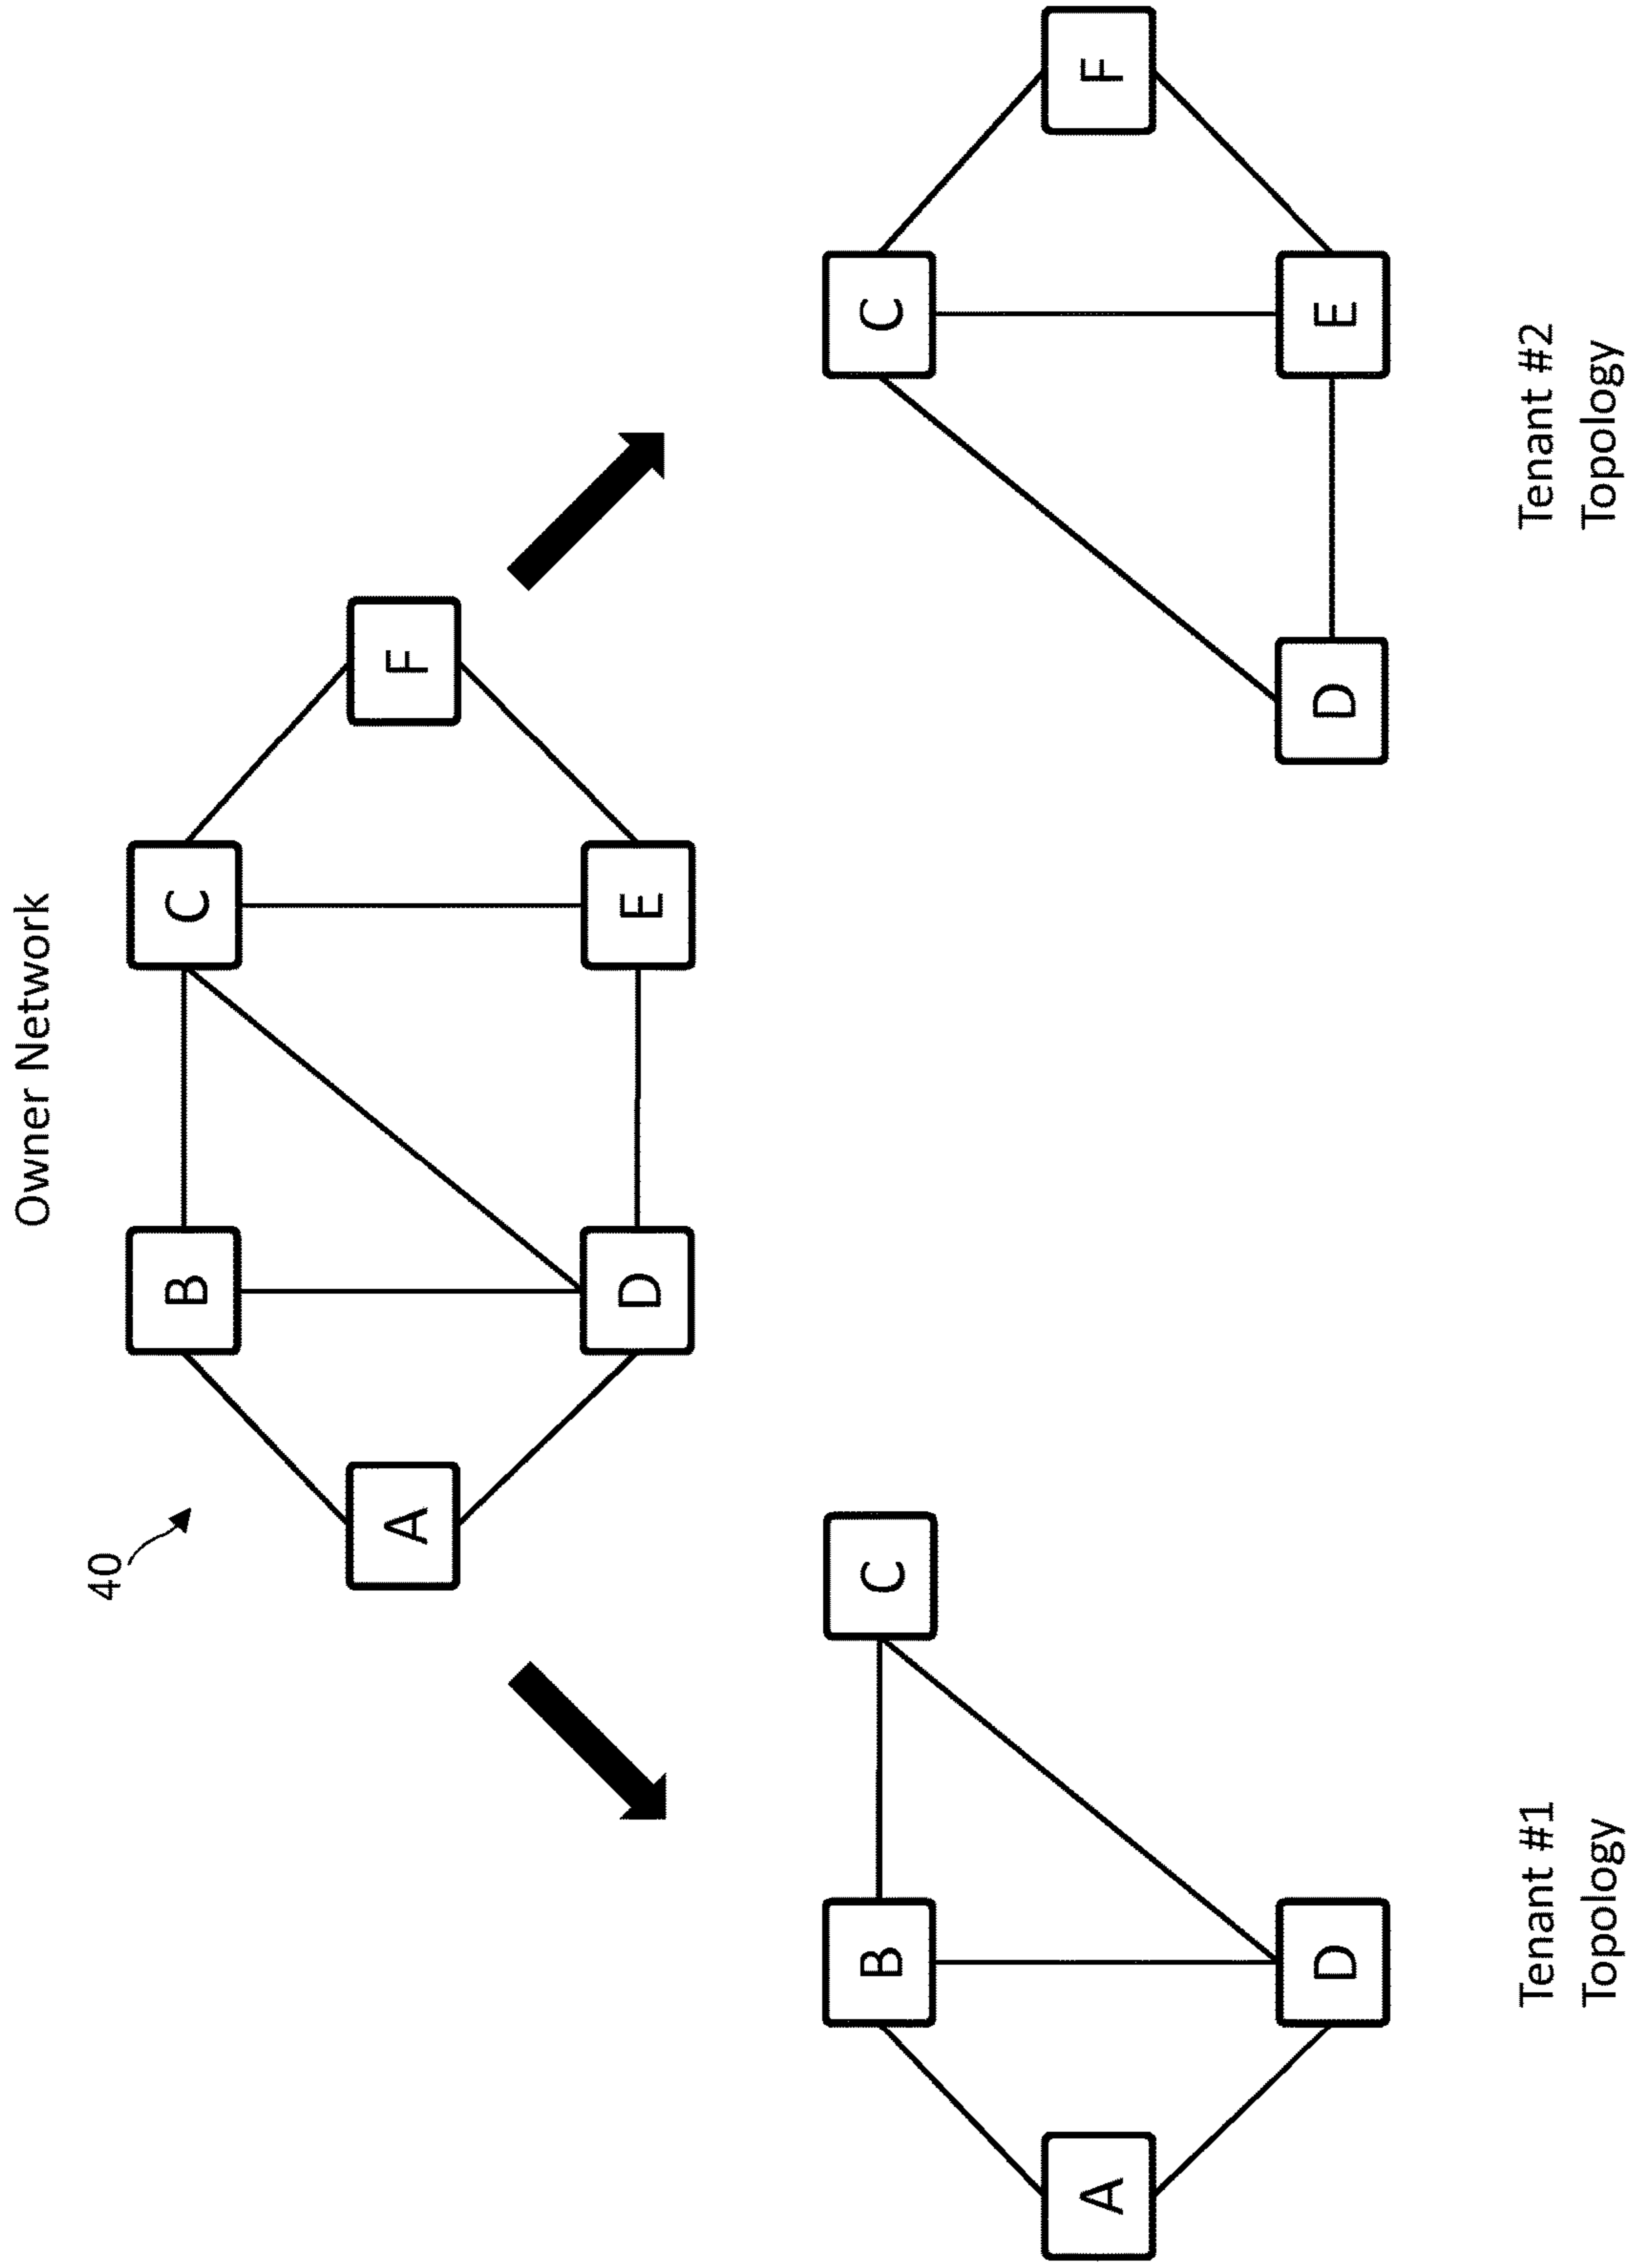 Owner Network
40
B
C
A
F
D
E
B
C
A
D
Tenant #1
Topology
C
F
D
E
Tenant #2
Topology